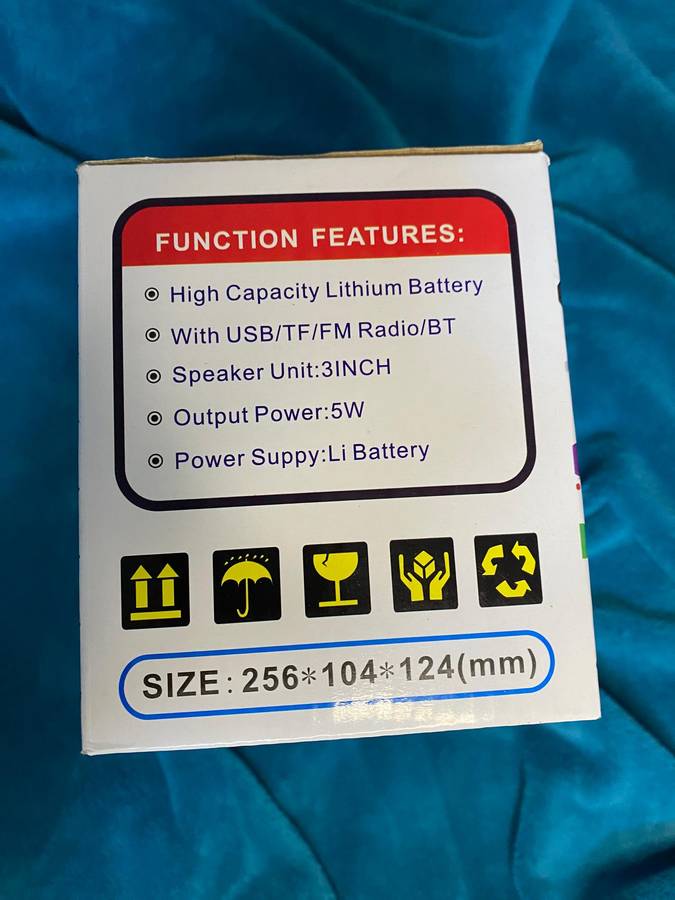 FUNCTION FEATURES:
High Capacity Lithium Battery
With USB/TF/FM Radio/BT
Speaker Unit:3INCH
Output Power:5W
Power Suppy:Li Battery
SIZE: 256*104*124(mm)